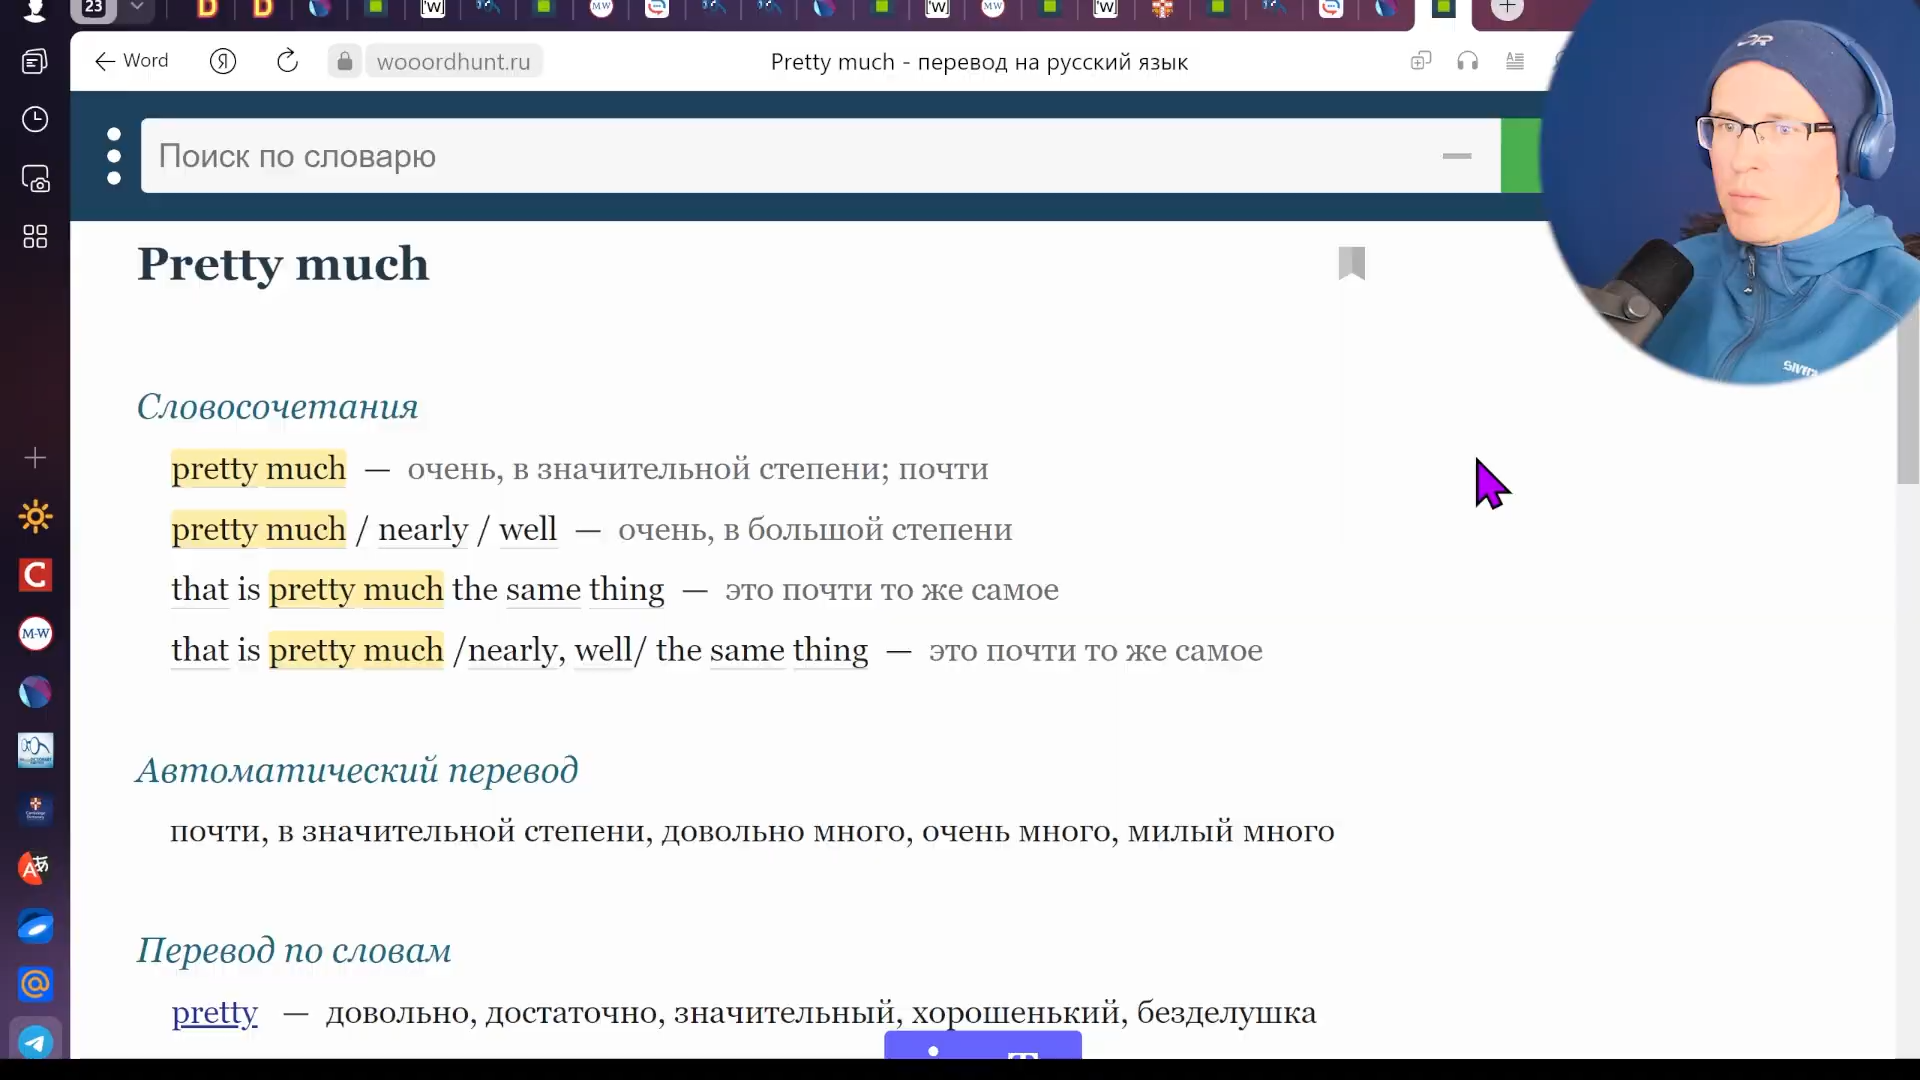 23
Word
wooordhunt.ru
Pretty much - перевод на русский язык
Поиск по словарю
Pretty much
Словосочетания
pretty much — очень, в значительной степени; почти
pretty much / nearly / well — очень, в большой степени
that is pretty much the same thing — это почти то же самое
that is pretty much /nearly, well/ the same thing — это почти то же самое
Автоматический перевод
почти, в значительной степени, довольно много, очень много, милый много
Перевод по словам
pretty — довольно, достаточно, значительный, хорошенький, безделушка
M-W